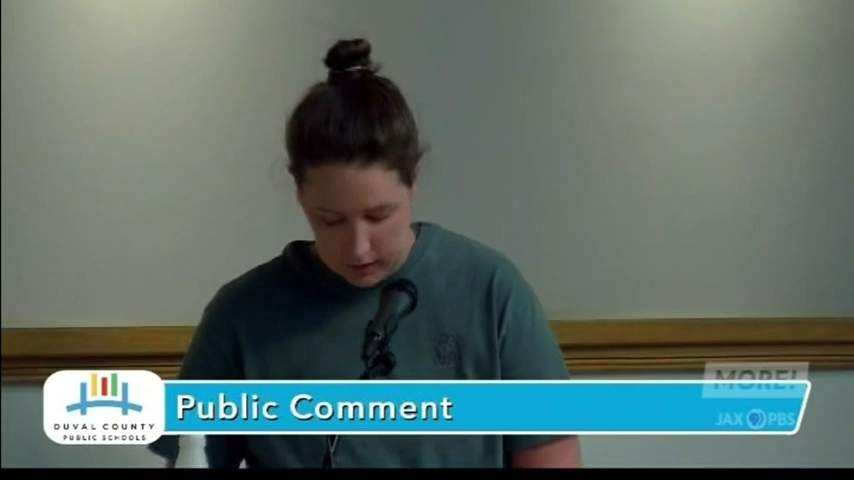 Public Comment
DUVAL COUNTY
PUBLIC SCHOOLS
MORE!
JAX PBS